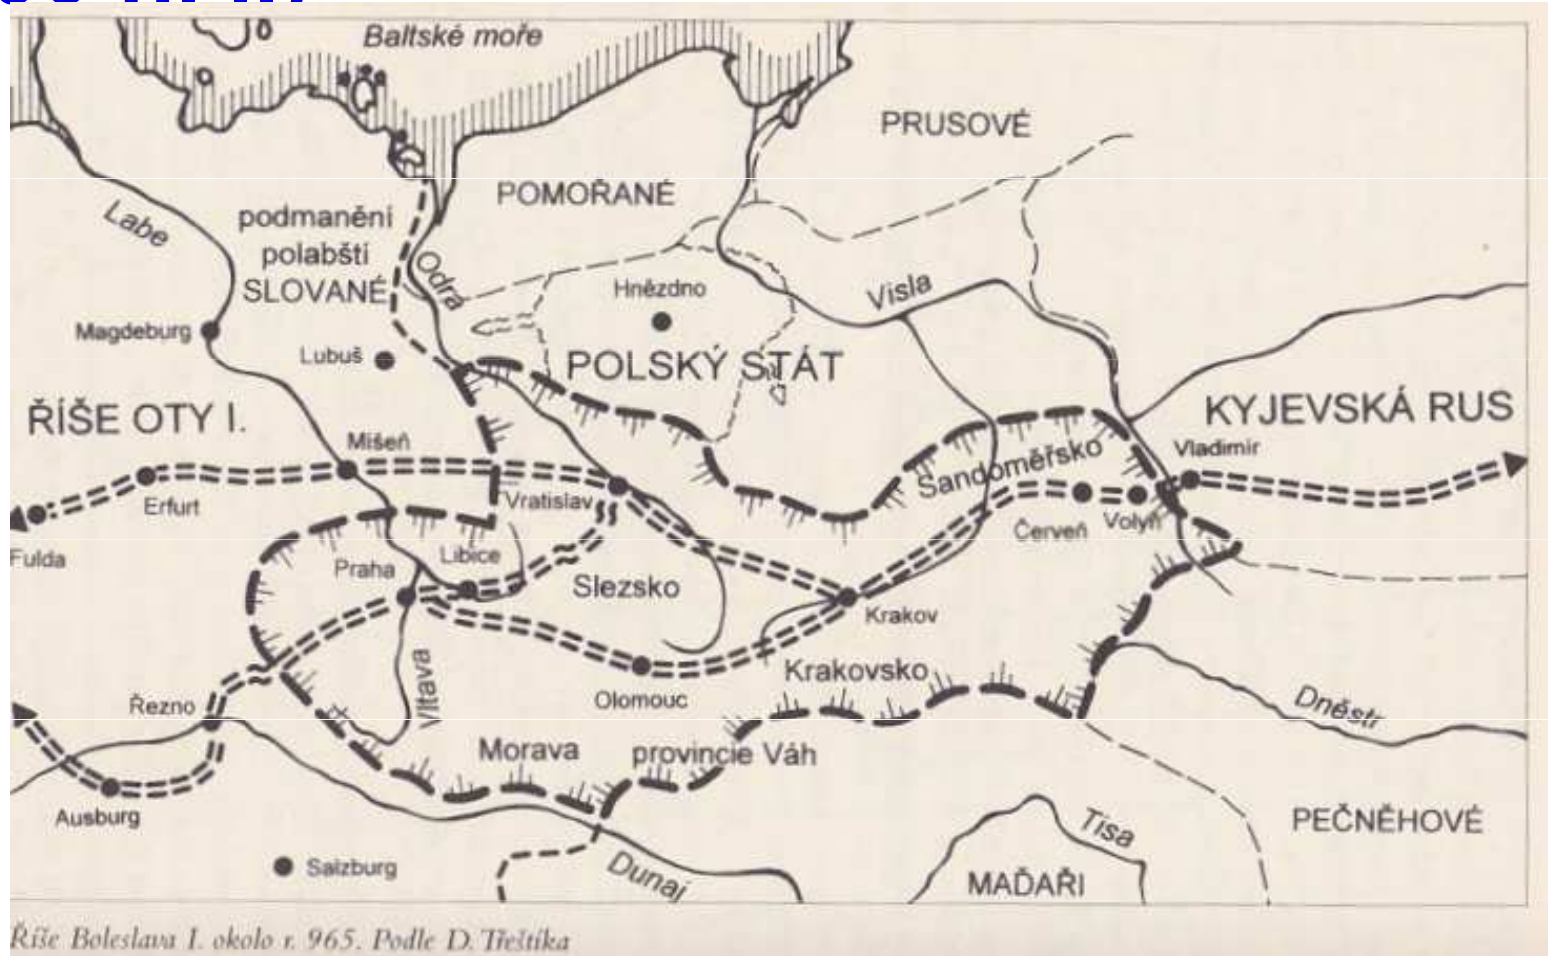 Baltské moře
PRUSOVÉ
POMOŘANÉ
Labe
podmanění
polabští
SLOVANÉ
Odra
Hnězdno
Visla
Magdeburg
Lubuš
POLSKÝ STÁT
ŘÍŠE OTY I.
KYJEVSKÁ RUS
Mišeň
Vladimir
Sandoměřsko
Erfurt
Vratislav
Červeň
Volyň
Fulda
Praha
Libice
Slezsko
Krakov
Vltava
Krakovsko
Řezno
Olomouc
Dněstr
Morava
provincie Váh
Ausburg
Tisa
PEČNĚHOVÉ
Salzburg
Dunaj
MAĎAŘI
Říše Boleslava I. okolo r. 965. Podle D. Třeštíka